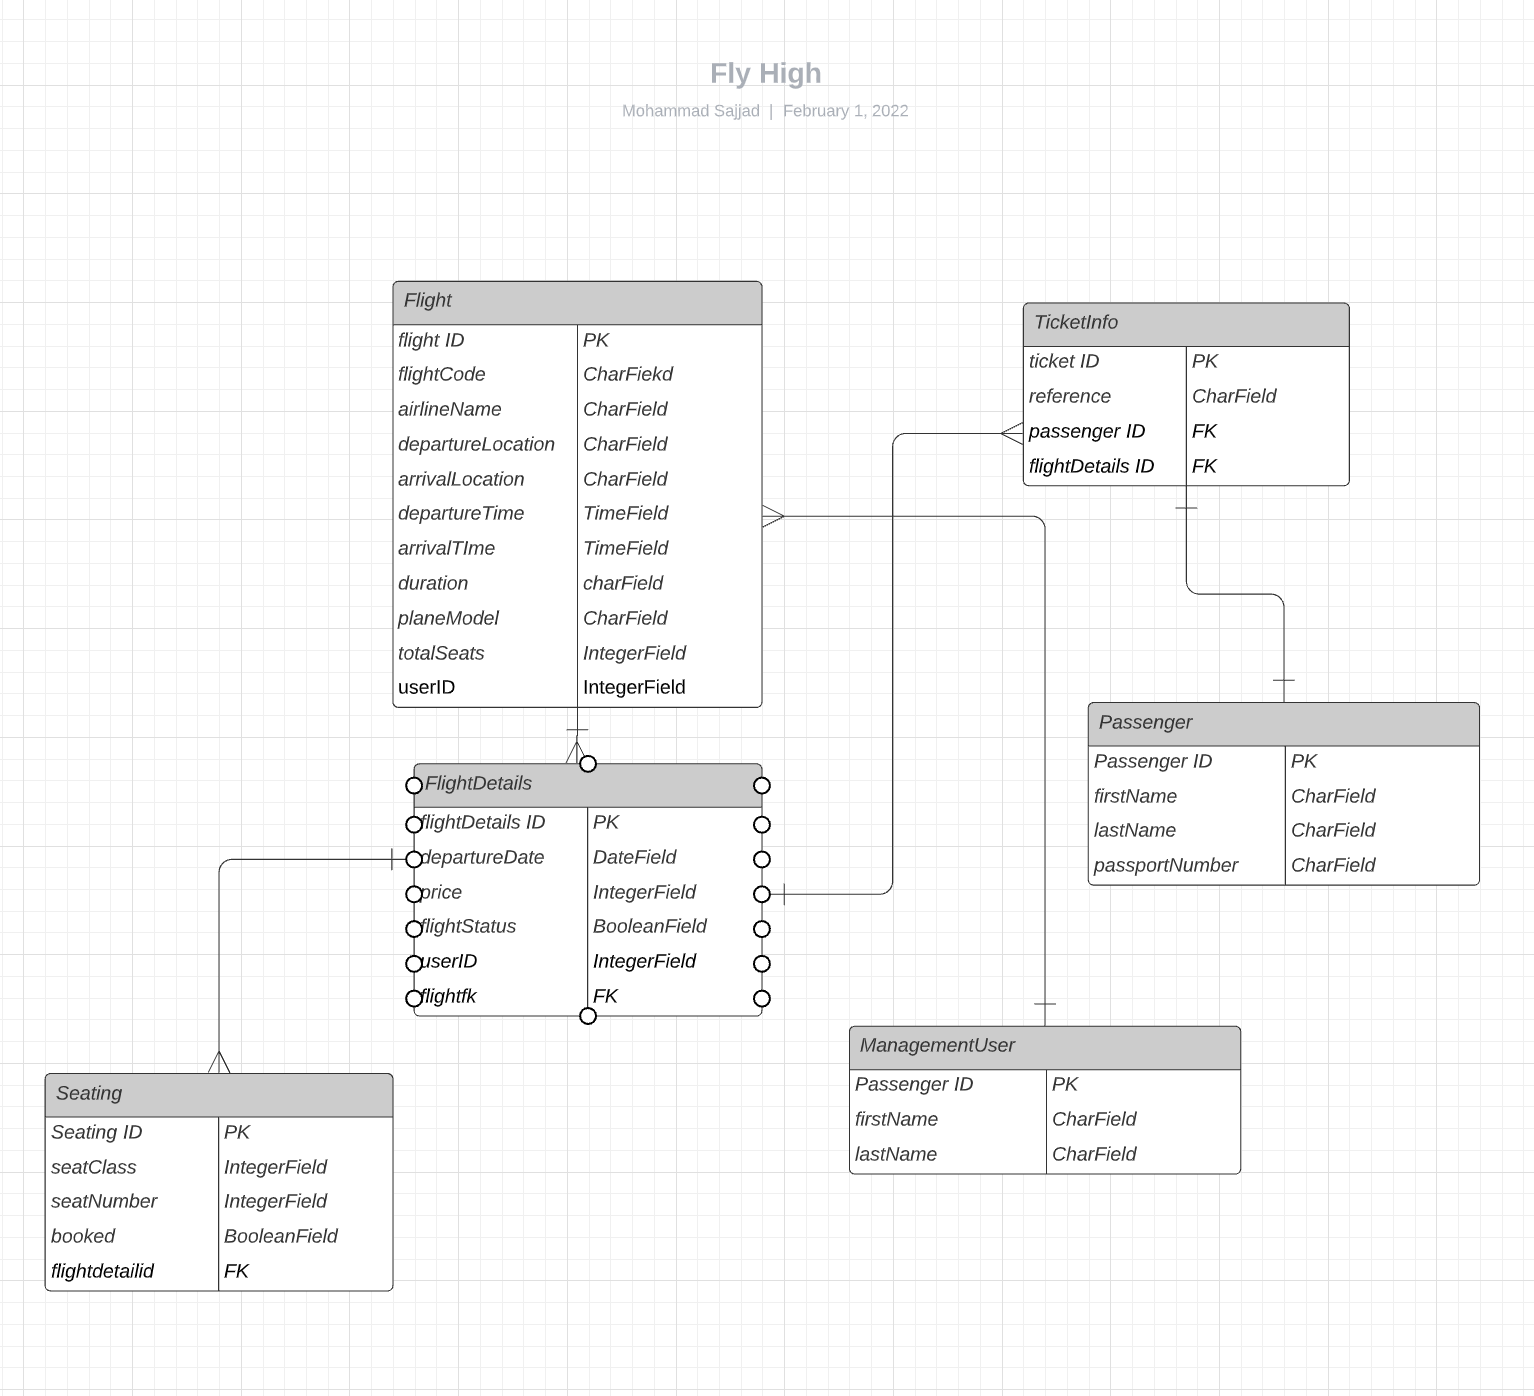 Fly High
Mohammad Sajjad | February 1, 2022
Flight
flight ID PK
flightCode CharFiekd
airlineName CharField
departureLocation CharField
arrivalLocation CharField
departureTime TimeField
arrivalTIme TimeField
duration charField
planeModel CharField
totalSeats IntegerField
userID IntegerField
TicketInfo
ticket ID PK
reference CharField
passenger ID FK
flightDetails ID FK
FlightDetails
flightDetails ID PK
departureDate DateField
price IntegerField
flightStatus BooleanField
userID IntegerField
flightfk FK
Passenger
Passenger ID PK
firstName CharField
lastName CharField
passportNumber CharField
ManagementUser
Passenger ID PK
firstName CharField
lastName CharField
Seating
Seating ID PK
seatClass IntegerField
seatNumber IntegerField
booked BooleanField
flightdetailid FK